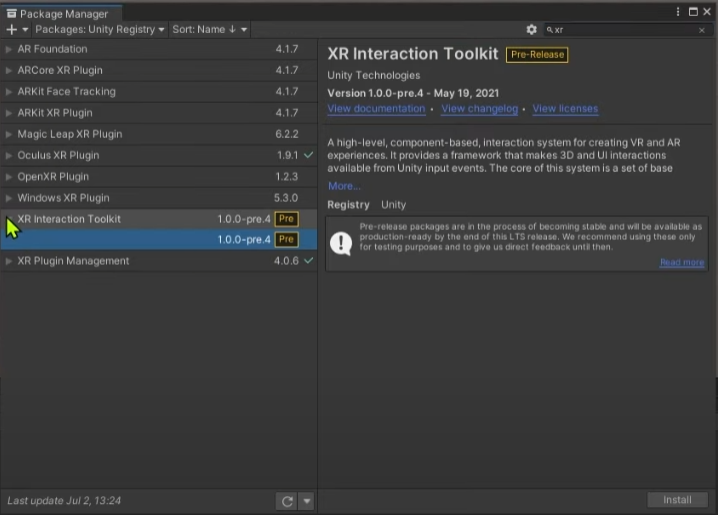 Package Manager
+ Packages: Unity Registry Sort: Name ↓ xr
AR Foundation 4.1.7
ARCore XR Plugin 4.1.7
ARKit Face Tracking 4.1.7
ARKit XR Plugin 4.1.7
Magic Leap XR Plugin 6.2.2
Oculus XR Plugin 1.9.1
OpenXR Plugin 1.2.3
Windows XR Plugin 5.3.0
XR Interaction Toolkit 1.0.0-pre.4 Pre
1.0.0-pre.4 Pre
XR Plugin Management 4.0.6
Last update Jul 2, 13:24
XR Interaction Toolkit Pre-Release
Unity Technologies
Version 1.0.0-pre.4 - May 19, 2021
View documentation • View changelog • View licenses
A high-level, component-based, interaction system for creating VR and AR
experiences. It provides a framework that makes 3D and UI interactions
available from Unity input events. The core of this system is a set of base
More...
Registry Unity
Pre-release packages are in the process of becoming stable and will be available as
production-ready by the end of this LTS release. We recommend using these only
for testing purposes and to give us direct feedback until then.
Read more
Install